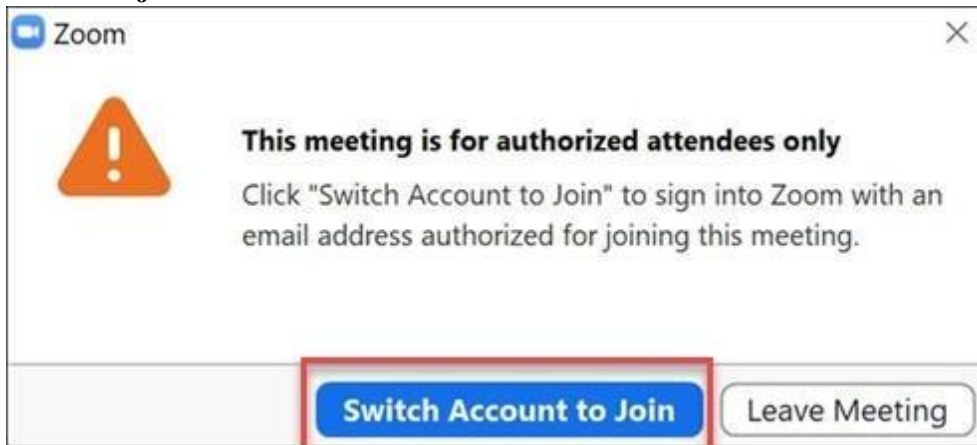 Zoom
This meeting is for authorized attendees only
Click "Switch Account to Join" to sign into Zoom with an
email address authorized for joining this meeting.
Switch Account to Join
Leave Meeting